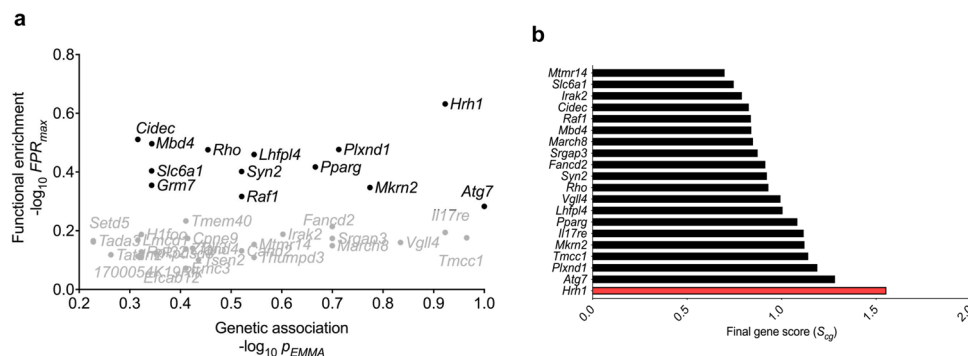 a
Functional enrichment
-log10 FPRmax
0.8
0.6
0.4
0.2
0.0
Hrh1
Cidec
Mbd4
Rho
Lhfpl4
Plxnd1
Slc6a1
Syn2
Pparg
Grm7
Raf1
Mkrn2
Atg7
Setd5
Tmem40
Fancd2
Il17re
H1foo
Cpne9
Irak2
Srgan3
Tada3
Lmcd1
Mtmr14
March8
Vgll4
Tmcc1
Tsen2
Thumpd3
1700054K19Rik
Emc3
Efcab12
0.2 0.3 0.4 0.5 0.6 0.7 0.8 0.9 1.0
Genetic association
-log10 pEMMA
b
Mtmr14
Slc6a1
Irak2
Cidec
Raf1
Mbd4
March8
Srgap3
Fancd2
Syn2
Rho
Vgll4
Lhfpl4
Pparg
Il17re
Mkrn2
Tmcc1
Plxnd1
Atg7
Hrh1
0.0 0.5 1.0 1.5 2.0
Final gene score (Scg)